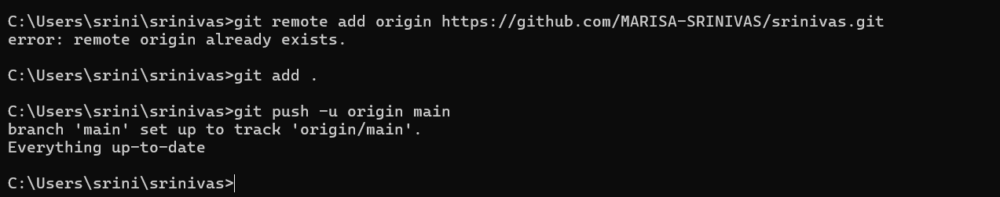 C:\Users\srini\srinivas>git remote add origin https://github.com/MARISA-SRINIVAS/srinivas.git
error: remote origin already exists.
C:\Users\srini\srinivas>git add .
C:\Users\srini\srinivas>git push -u origin main
branch 'main' set up to track 'origin/main'.
Everything up-to-date
C:\Users\srini\srinivas>